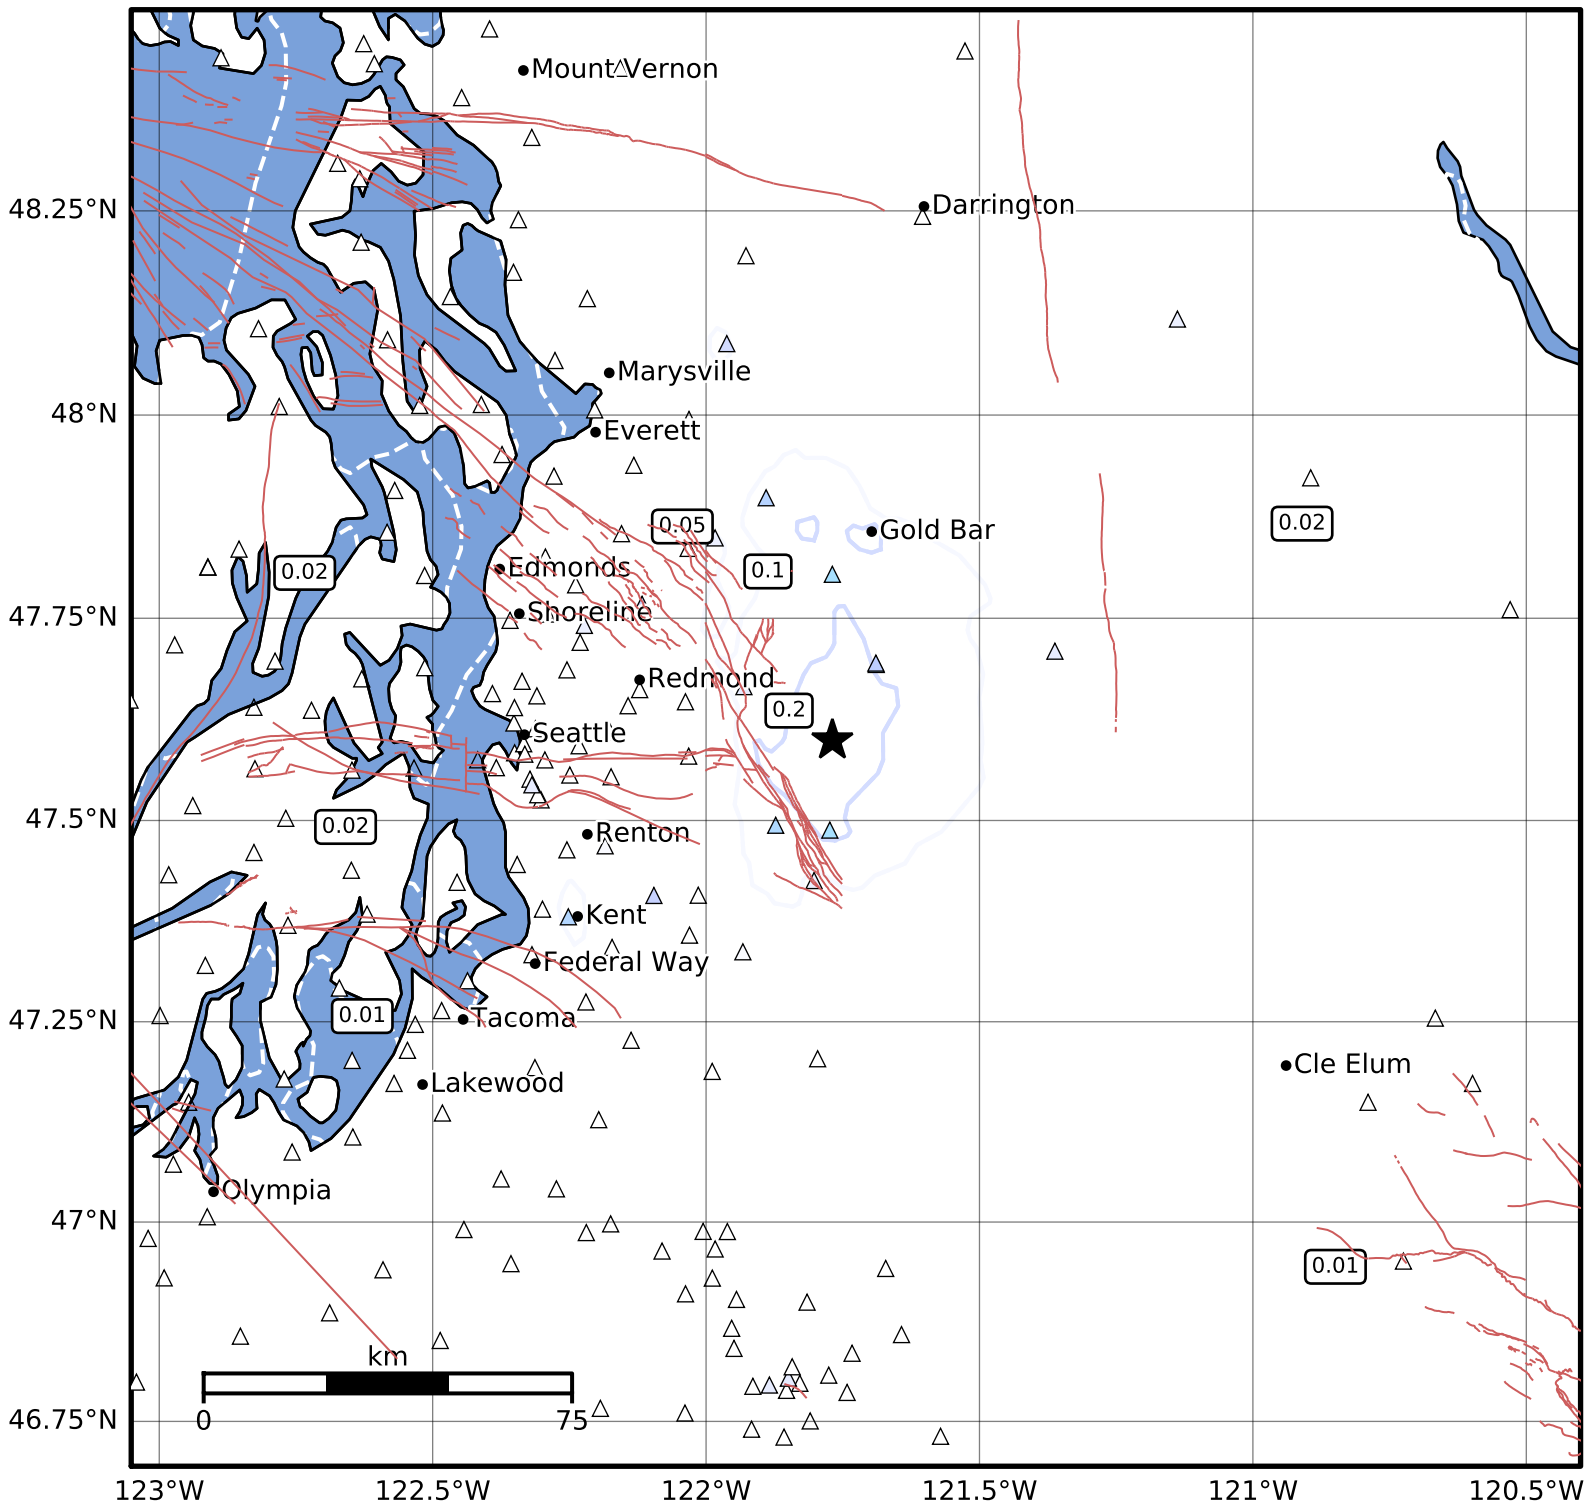 Mount Vernon
48.25°N
Darrington
Marysville
48°N
Everett
0.05
Gold Bar
0.02
0.02
Edmonds
0.1
47.75°N
Shoreline
Redmond
0.2
Seattle
47.5°N
0.02
Renton
Kent
Federal Way
47.25°N
0.01
Tacoma
Cle Elum
Lakewood
Olympia
47°N
0.01
km
0
75
46.75°N
123°W
122.5°W
122°W
121.5°W
121°W
120.5°W